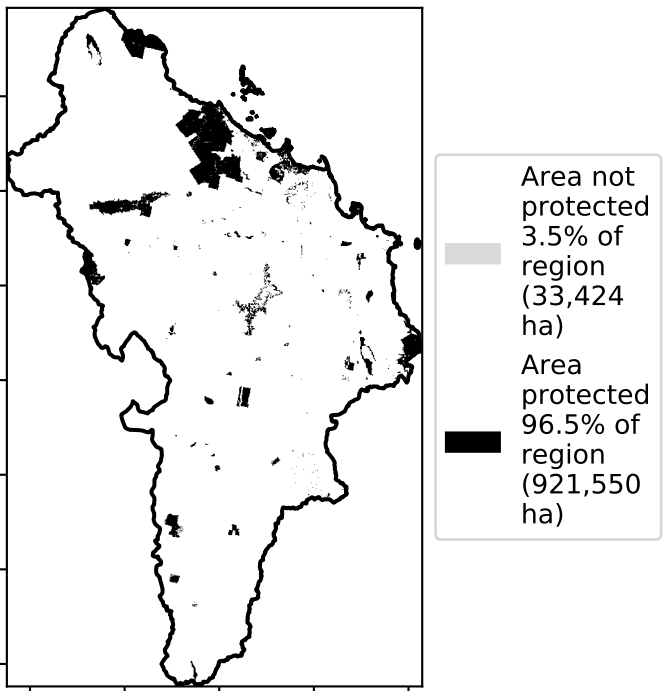 Area not
protected
3.5% of
region
(33,424
ha)
Area
protected
96.5% of
region
(921,550
ha)